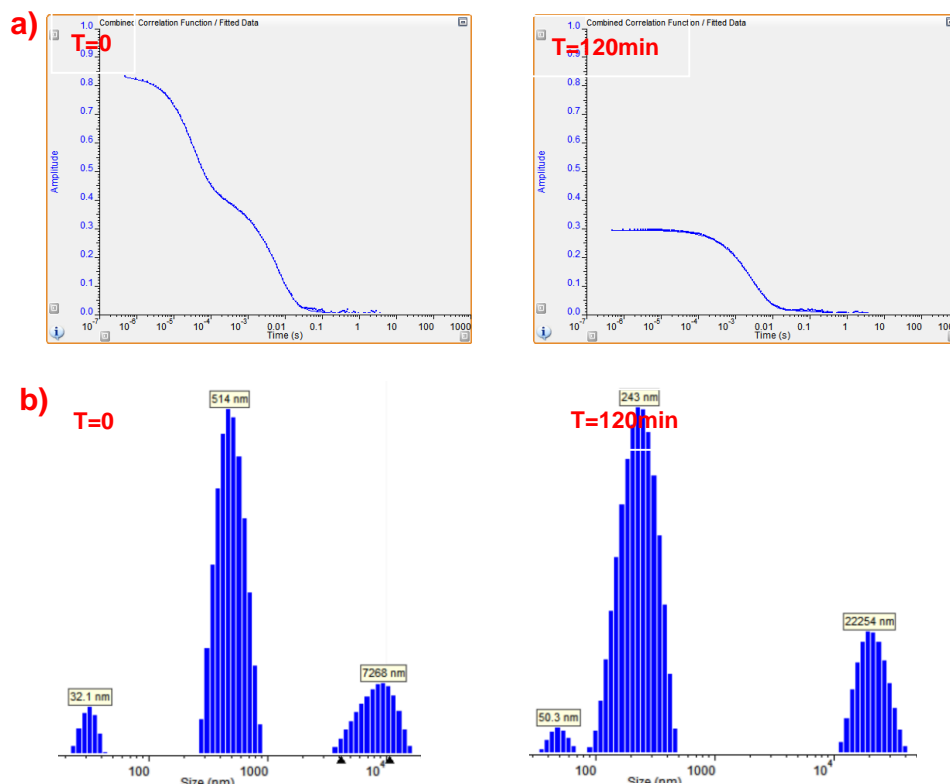 a)
Combined Correlation Function / Fitted Data
T=0
1.0
0.9
0.8
0.7
0.6
0.5
0.4
0.3
0.2
0.1
0.0
Amplitude
10⁻⁷ 10⁻⁶ 10⁻⁵ 10⁻⁴ 10⁻³ 0.01 0.1 1 10 100 1000
Time (s)
Combined Correlation Function / Fitted Data
T=120min
1.0
0.9
0.8
0.7
0.6
0.5
0.4
0.3
0.2
0.1
0.0
Amplitude
10⁻⁷ 10⁻⁶ 10⁻⁵ 10⁻⁴ 10⁻³ 0.01 0.1 1 10 100
Time (s)
b)
T=0
514 nm
32.1 nm
7268 nm
100 1000 10⁴
Size (nm)
243 nm
T=120min
50.3 nm
22254 nm
100 1000 10⁴
Size (nm)